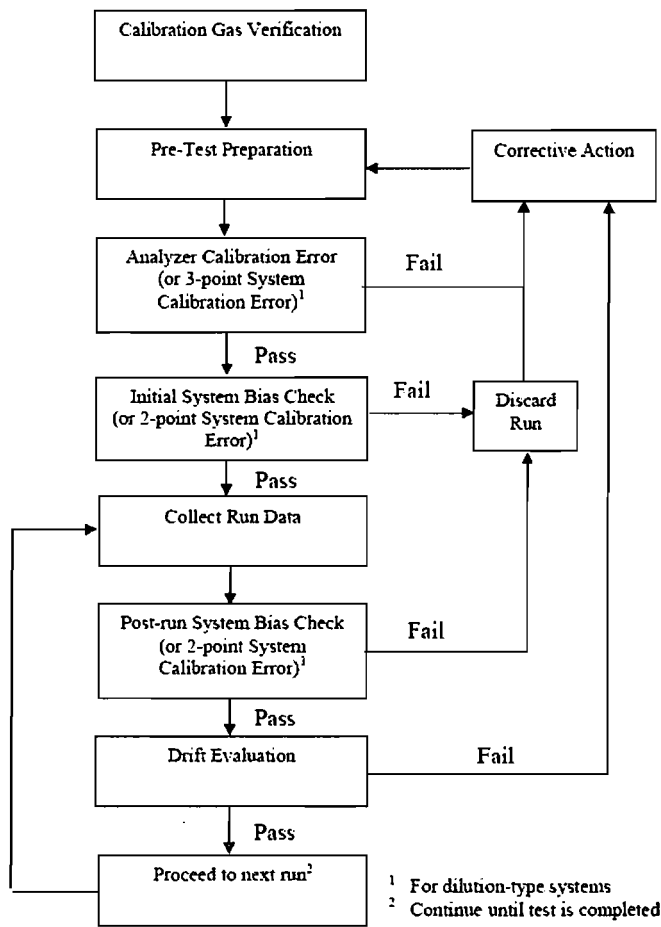 Calibration Gas Verification
Pre-Test Preparation
Corrective Action
Analyzer Calibration Error
(or 3-point System
Calibration Error)¹
Fail
Pass
Initial System Bias Check
(or 2-point System Calibration
Error)¹
Fail
Discard
Run
Pass
Collect Run Data
Post-run System Bias Check
(or 2-point System
Calibration Error)¹
Fail
Pass
Drift Evaluation
Fail
Pass
Proceed to next run²
¹ For dilution-type systems
² Continue until test is completed